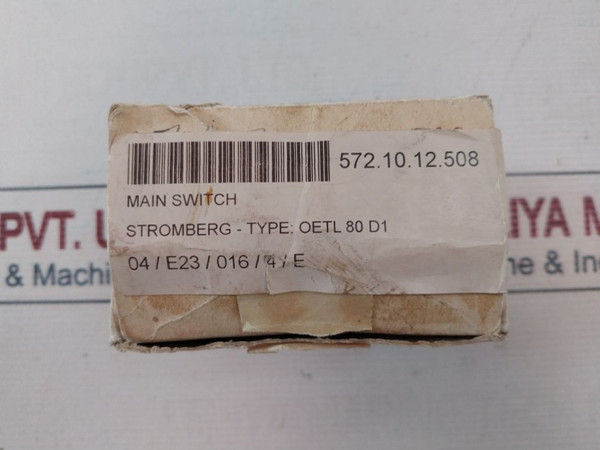 572.10.12.508
MAIN SWITCH
STROMBERG - TYPE: OETL 80 D1
04 / E23 / 016 / 4 / E
PVT.
IYA
& Machi
ne & Ind